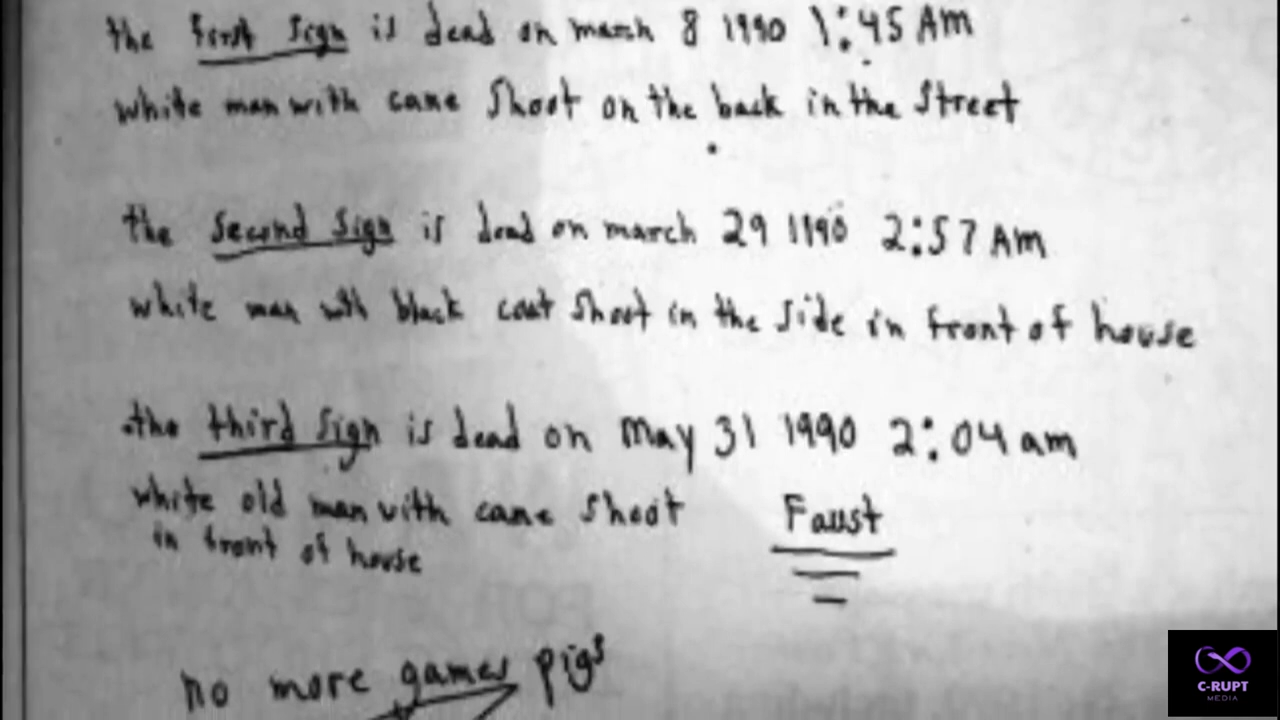 the first sign is dead on march 8 1990 1:45 AM
white man with cane shoot on the back in the street
the second sign is dead on march 29 1990 2:57 AM
white man with black coat shoot in the side in front of house
the third sign is dead on May 31 1990 2:04 am
white old man with cane shoot
in front of house
Faust
no more games pigs
C-RUPT
MEDIA